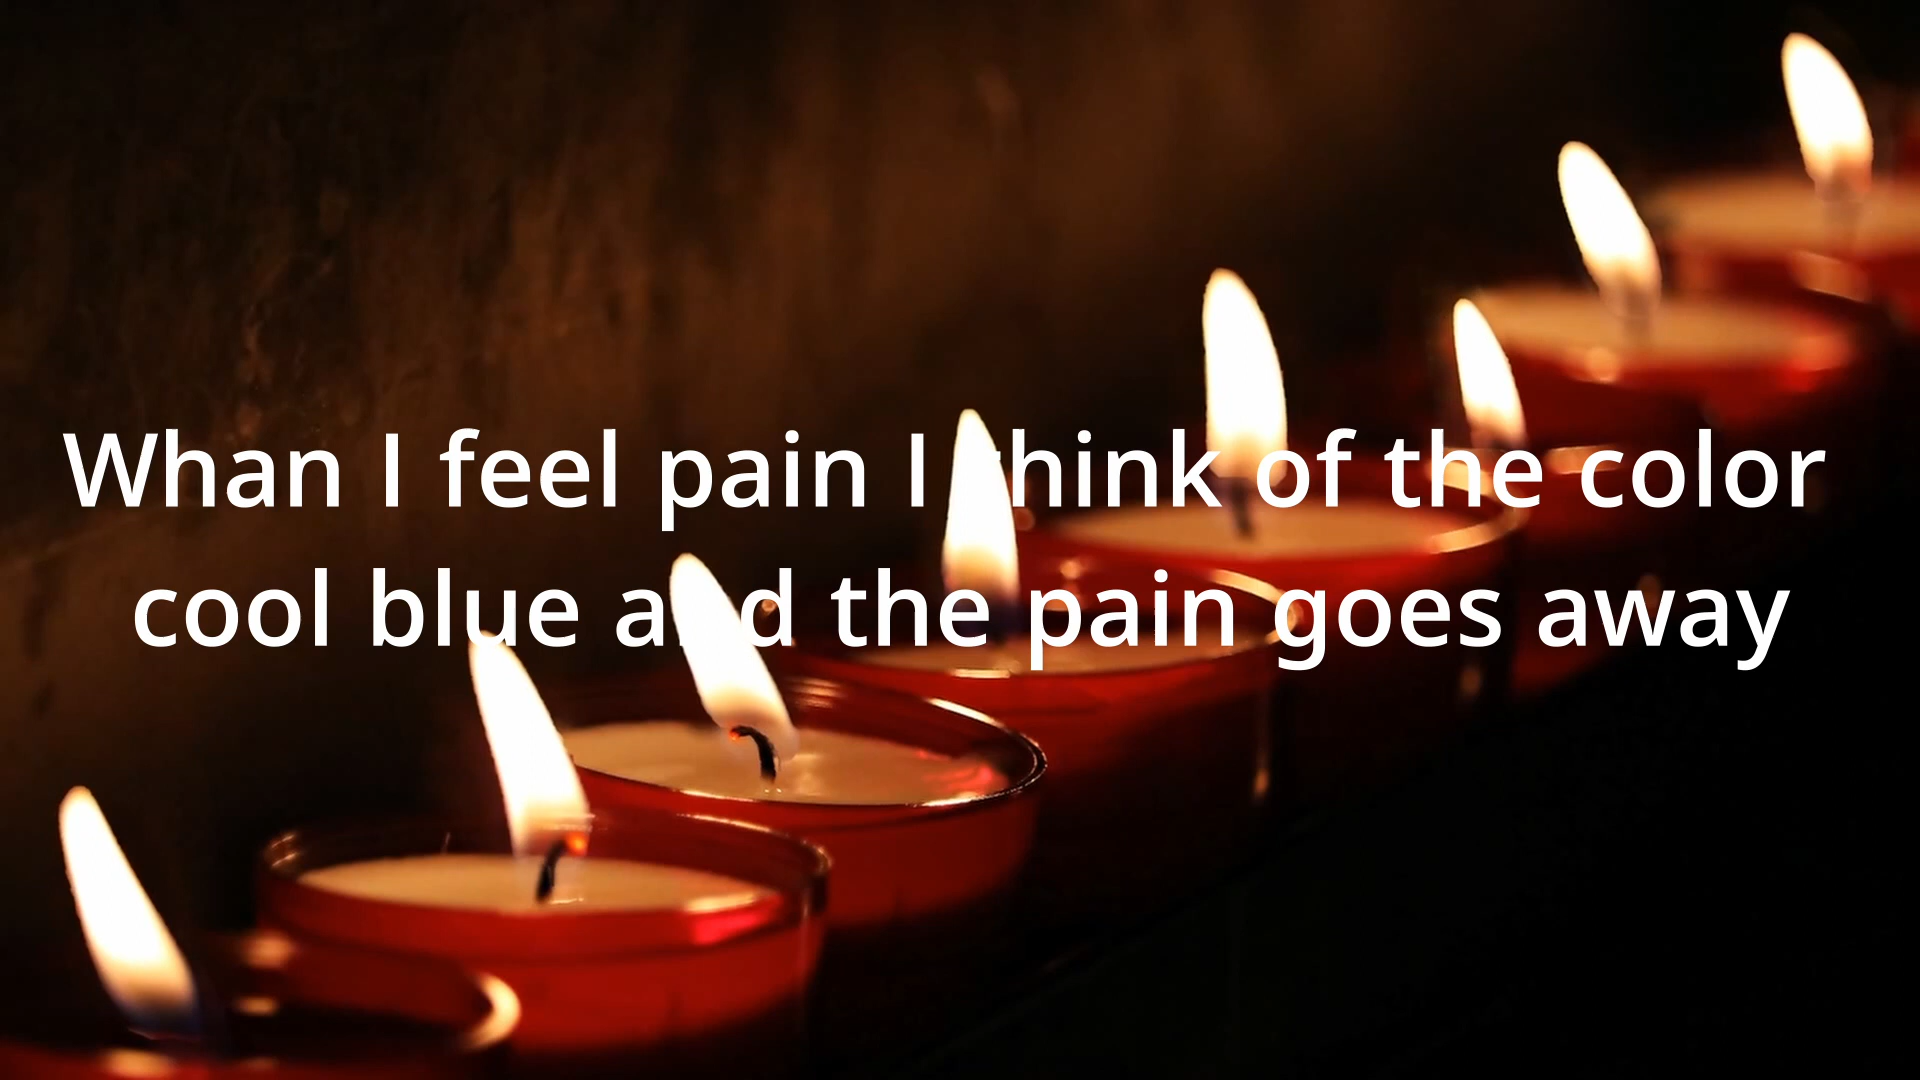 Whan I feel pain I think of the color
cool blue and the pain goes away